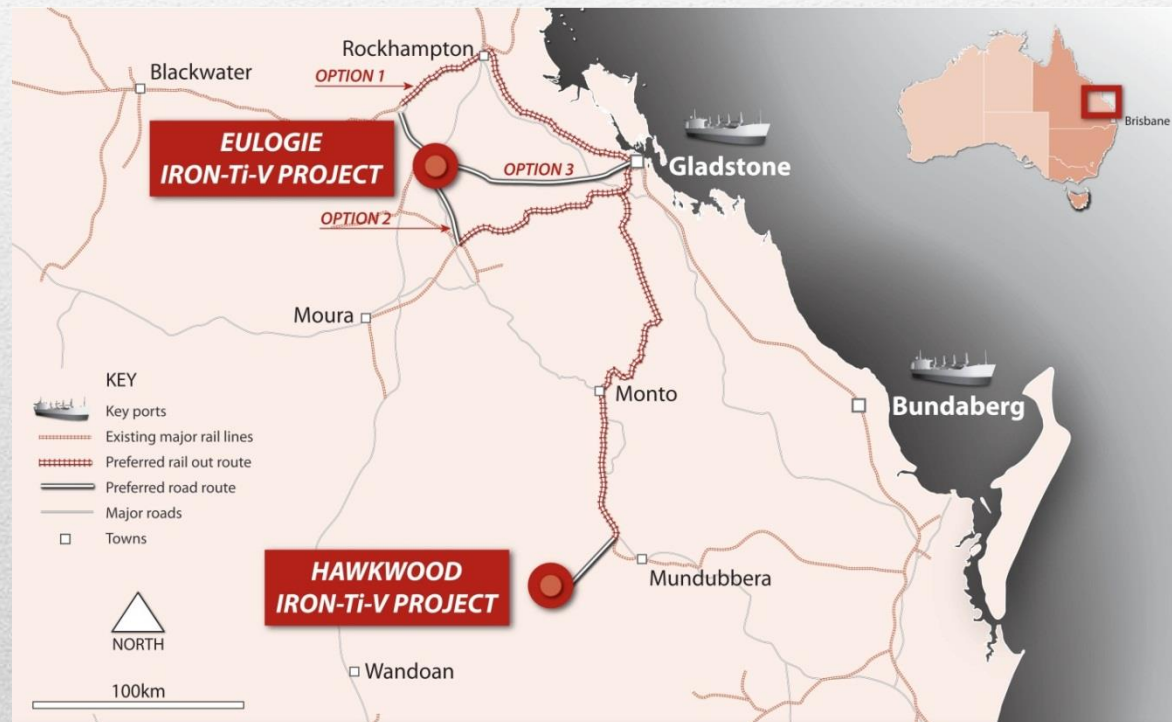 Rockhampton
Blackwater
OPTION 1
Brisbane
EULOGIE
IRON-Ti-V PROJECT
OPTION 3
Gladstone
OPTION 2
Moura
KEY
Key ports
Existing major rail lines
Preferred rail out route
Preferred road route
Major roads
Towns
Monto
Bundaberg
HAWKWOOD
IRON-Ti-V PROJECT
Mundubbera
NORTH
Wandoan
100km